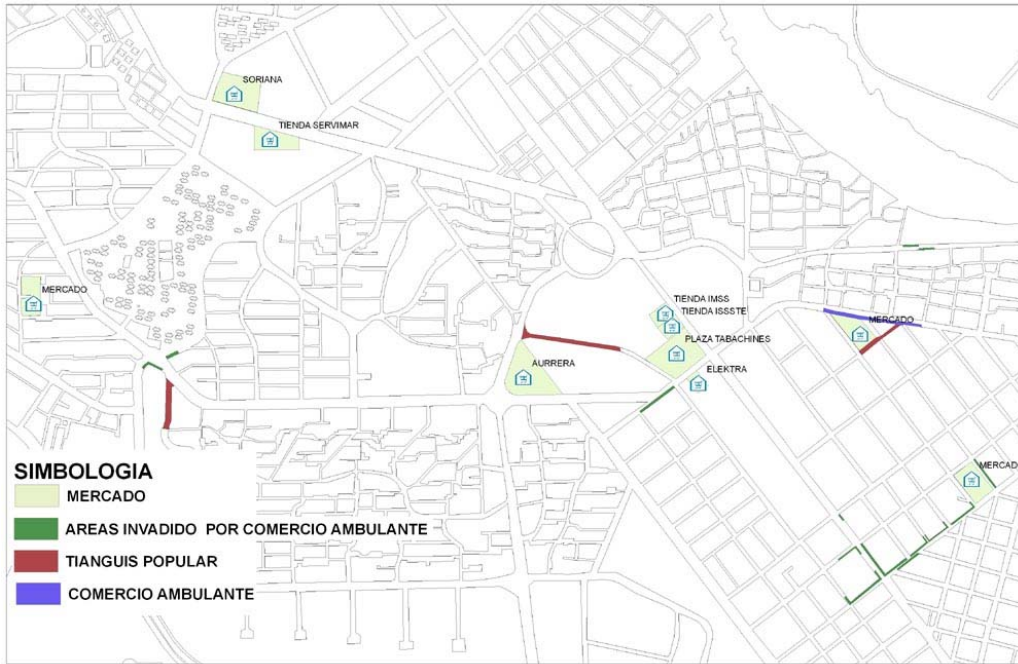 SORIANA
TIENDA SERVIMAR
MERCADO
TIENDA IMSS
TIENDA ISSSTE
MERCADO
PLAZA TABACHINES
AURRERA
ELEKTRA
MERCAD
SIMBOLOGIA
MERCADO
AREAS INVADIDO POR COMERCIO AMBULANTE
TIANGUIS POPULAR
COMERCIO AMBULANTE